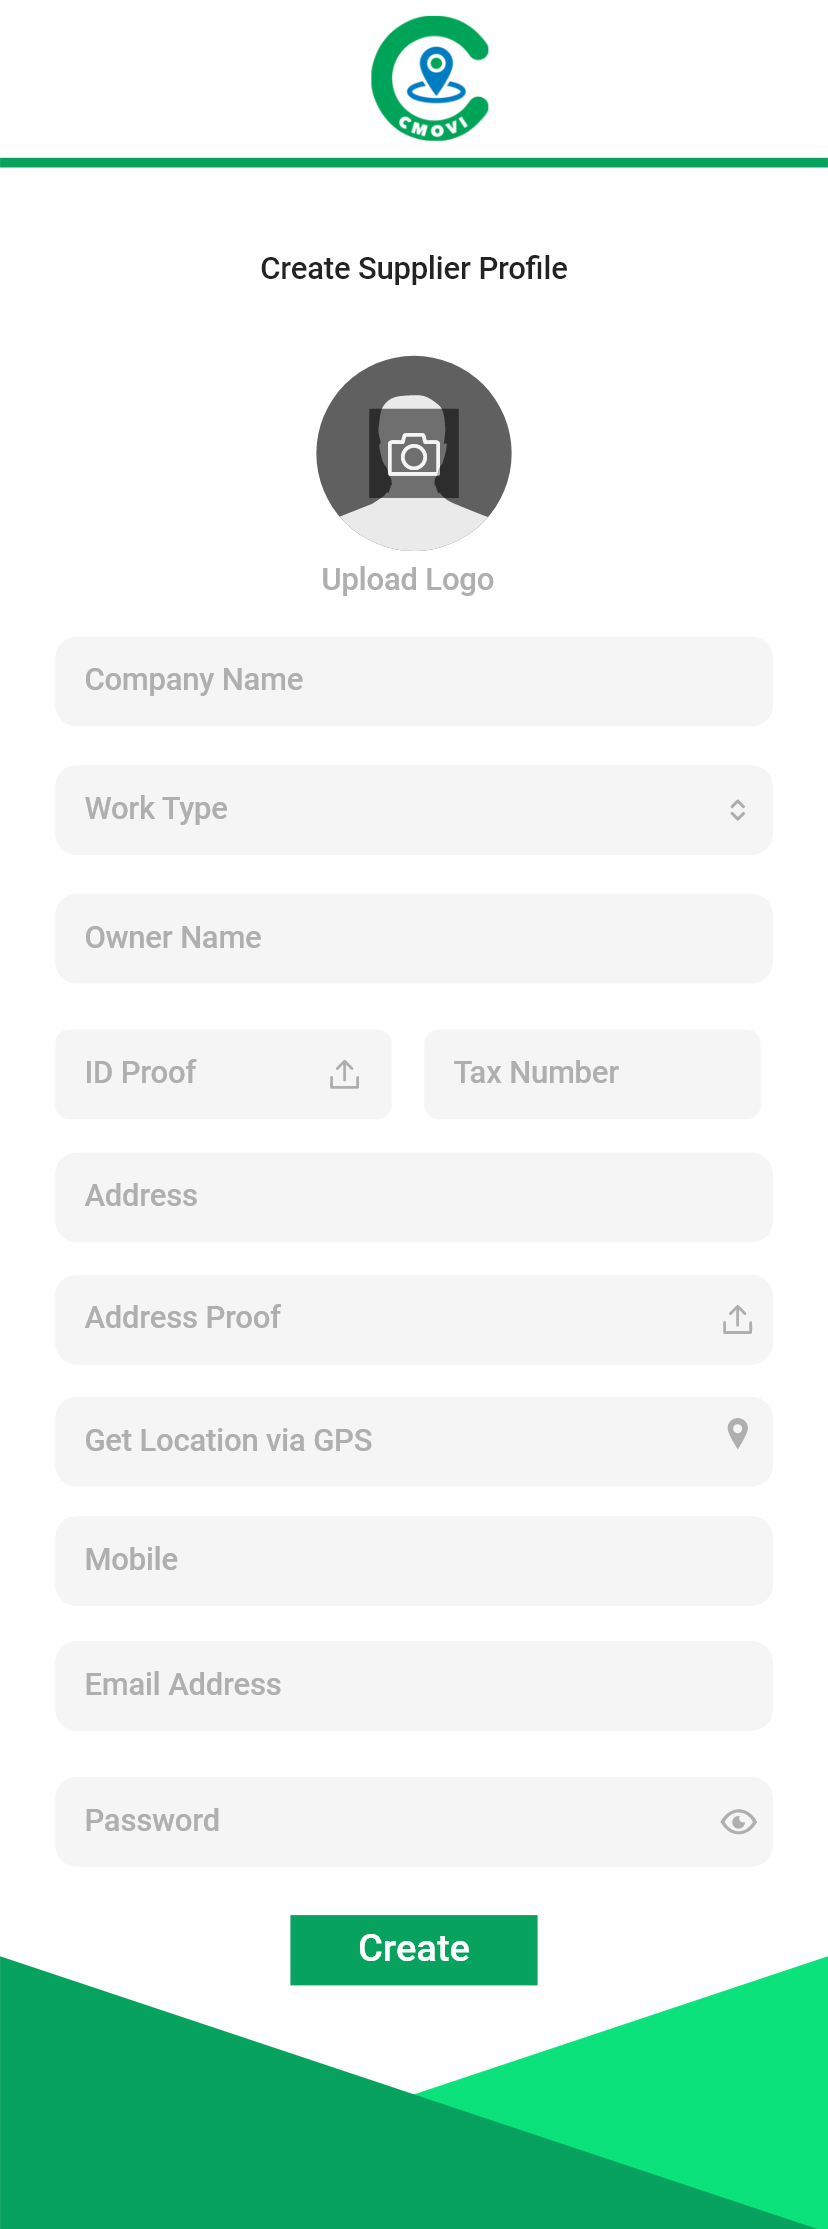 CMOVI
Create Supplier Profile
Upload Logo
Company Name
Work Type
Owner Name
ID Proof
Tax Number
Address
Address Proof
Get Location via GPS
Mobile
Email Address
Password
Create